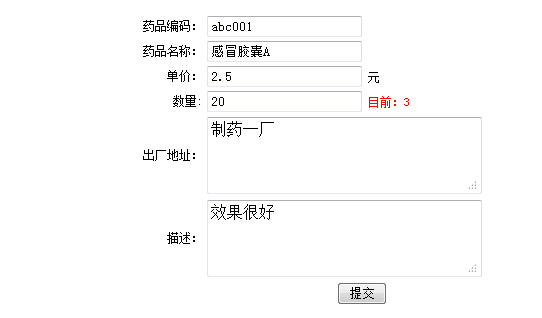 药品编码： abc001
药品名称： 感冒胶囊A
单价： 2.5 元
数量: 20 目前：3
出厂地址： 制药一厂
描述： 效果很好
提交